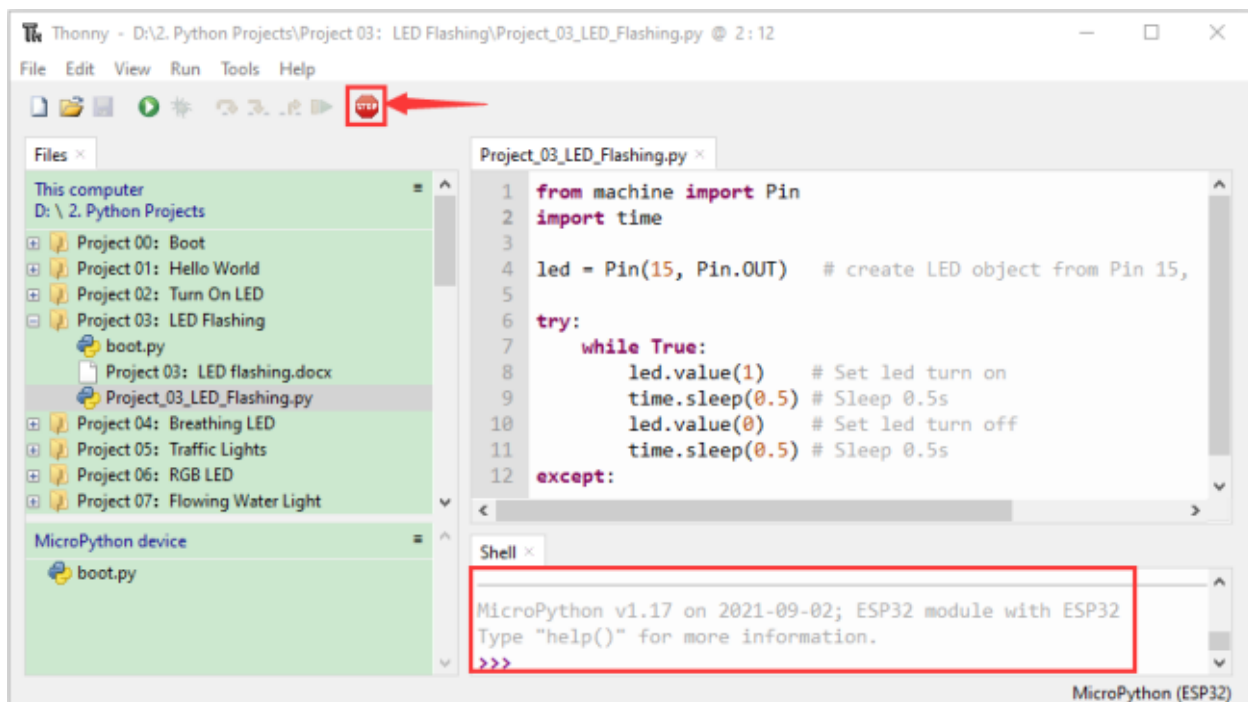 Thonny - D:\2. Python Projects\Project 03: LED Flashing\Project_03_LED_Flashing.py @ 2:12
File Edit View Run Tools Help
STOP
Files
This computer
D: \ 2. Python Projects
Project 00: Boot
Project 01: Hello World
Project 02: Turn On LED
Project 03: LED Flashing
boot.py
Project 03: LED flashing.docx
Project_03_LED_Flashing.py
Project 04: Breathing LED
Project 05: Traffic Lights
Project 06: RGB LED
Project 07: Flowing Water Light
MicroPython device
boot.py
Project_03_LED_Flashing.py
1 from machine import Pin
2 import time
3
4 led = Pin(15, Pin.OUT) # create LED object from Pin 15,
5
6 try:
7 while True:
8 led.value(1) # Set led turn on
9 time.sleep(0.5) # Sleep 0.5s
10 led.value(0) # Set led turn off
11 time.sleep(0.5) # Sleep 0.5s
12 except:
Shell
MicroPython v1.17 on 2021-09-02; ESP32 module with ESP32
Type "help()" for more information.
>>>
MicroPython (ESP32)